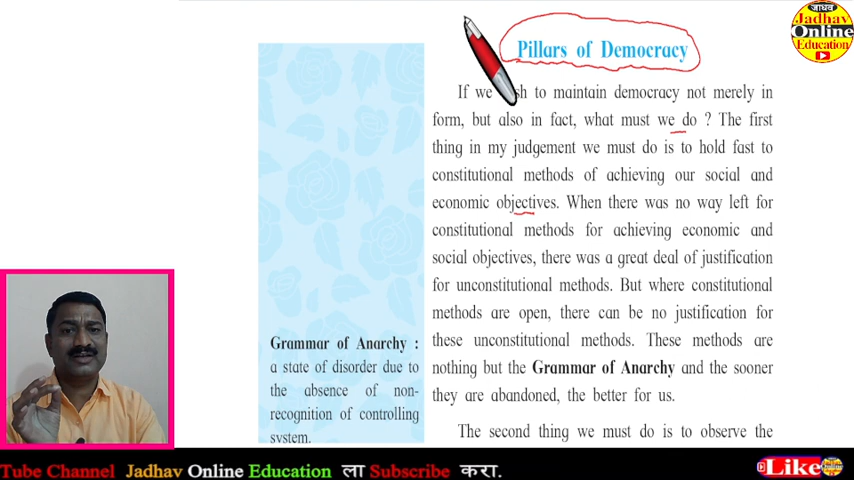 जाधव
Jadhav
Online
Education
Pillars of Democracy
If we to maintain democracy not merely in
form, but also in fact, what must we do ? The first
thing in my judgement we must do is to hold fast to
constitutional methods of achieving our social and
economic objectives. When there was no way left for
constitutional methods for achieving economic and
social objectives, there was a great deal of justification
for unconstitutional methods. But where constitutional
methods are open, there can be no justification for
these unconstitutional methods. These methods are
nothing but the Grammar of Anarchy and the sooner
they are abandoned, the better for us.
The second thing we must do is to observe the
Grammar of Anarchy :
a state of disorder due to
the absence of non-
recognition of controlling
system.
Tube Channel Jadhav Online Education ला Subscribe करा.
Like